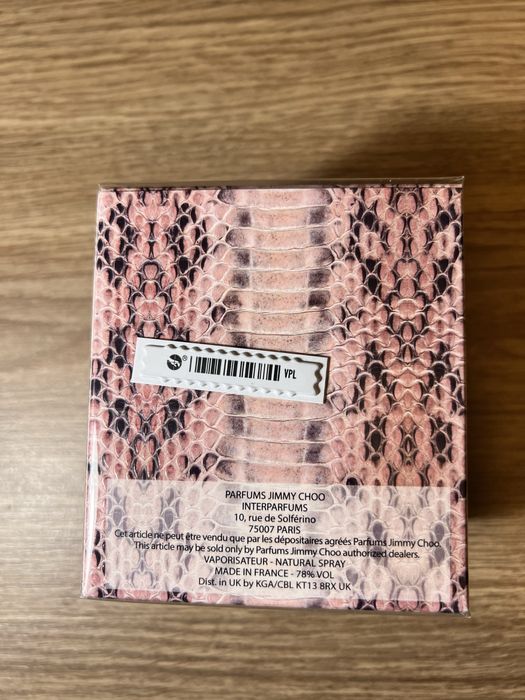 ® VPL
PARFUMS JIMMY CHOO
INTERPARFUMS
10, rue de Solférino
75007 PARIS
Cet article ne peut être vendu que par les dépositaires agréés Parfums Jimmy Choo.
This article may be sold only by Parfums Jimmy Choo authorized dealers.
VAPORISATEUR - NATURAL SPRAY
MADE IN FRANCE - 78% VOL
Dist. in UK by KGA/CBL KT13 8RX UK